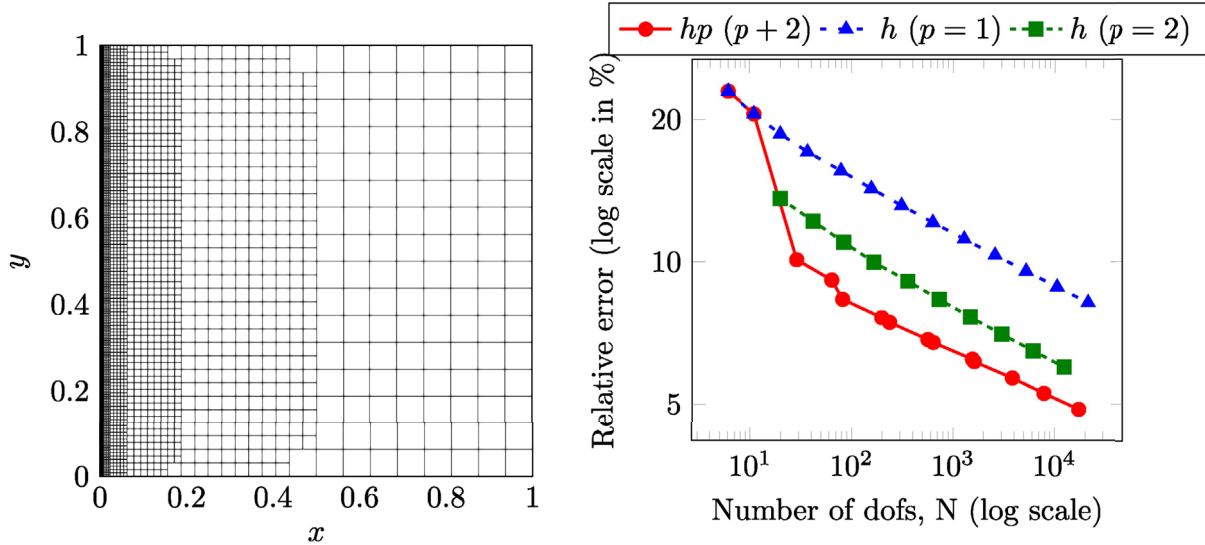 1
0.8
0.6
0.4
0.2
0
y
0 0.2 0.4 0.6 0.8 1
x
hp (p + 2) h (p = 1) h (p = 2)
Relative error (log scale in %)
20
10
5
10^1 10^2 10^3 10^4
Number of dofs, N (log scale)